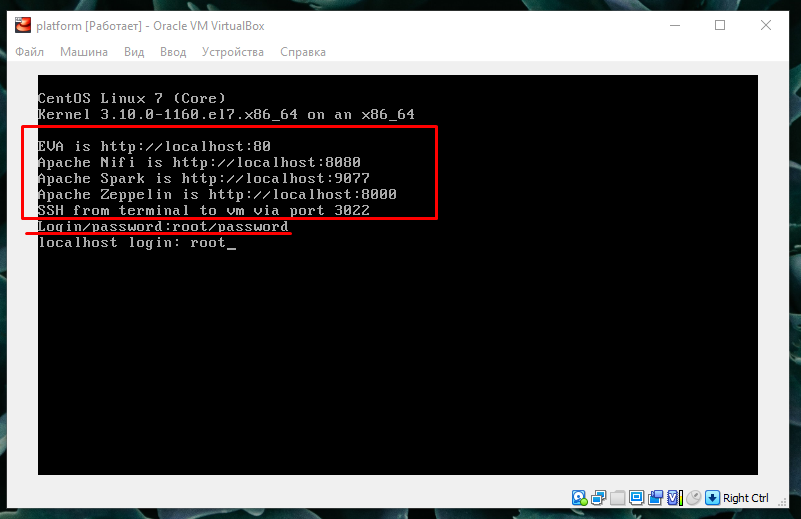 platform [Работает] - Oracle VM VirtualBox
Файл Машина Вид Ввод Устройства Справка
CentOS Linux 7 (Core)
Kernel 3.10.0-1160.el7.x86_64 on an x86_64
EVA is http://localhost:80
Apache Nifi is http://localhost:8080
Apache Spark is http://localhost:9077
Apache Zeppelin is http://localhost:8000
SSH from terminal to vm via port 3022
Login/password:root/password
localhost login: root_
Right Ctrl